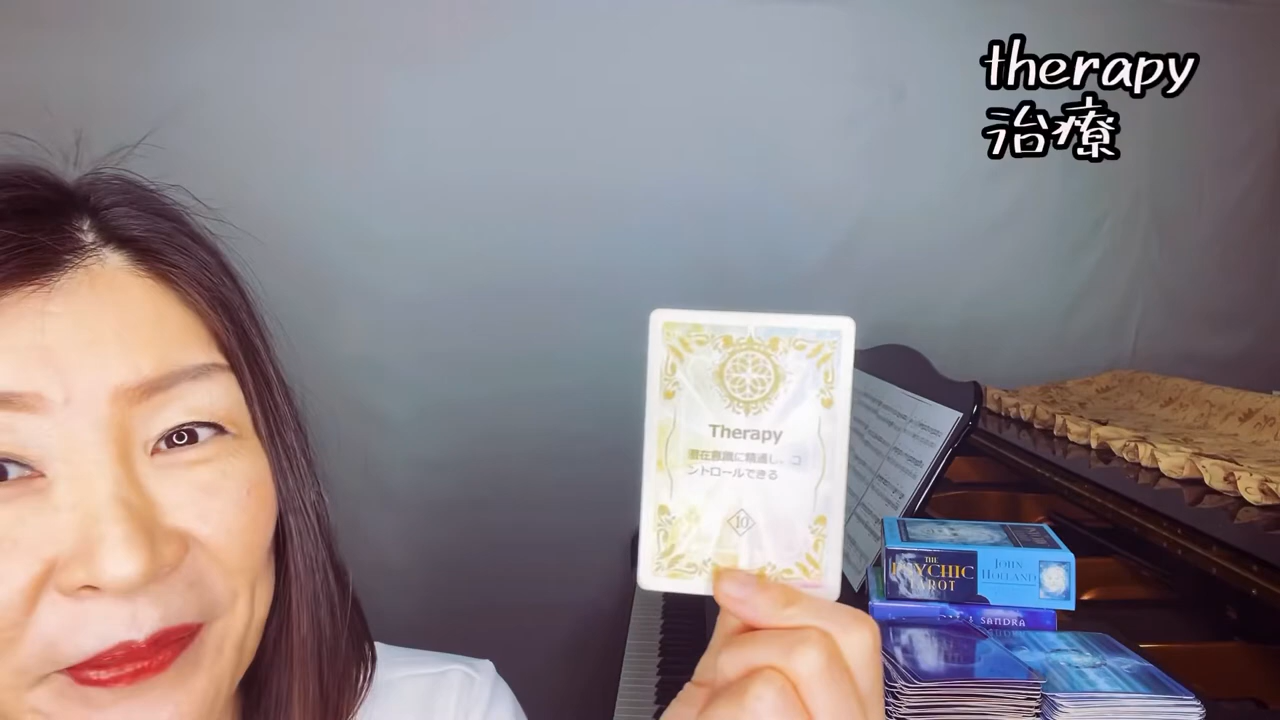 therapy
治療
Therapy
潜在意識に精通し、コ
ントロールできる
10
THE
PSYCHIC
TAROT
JOHN
HOLLAND
SANDRA